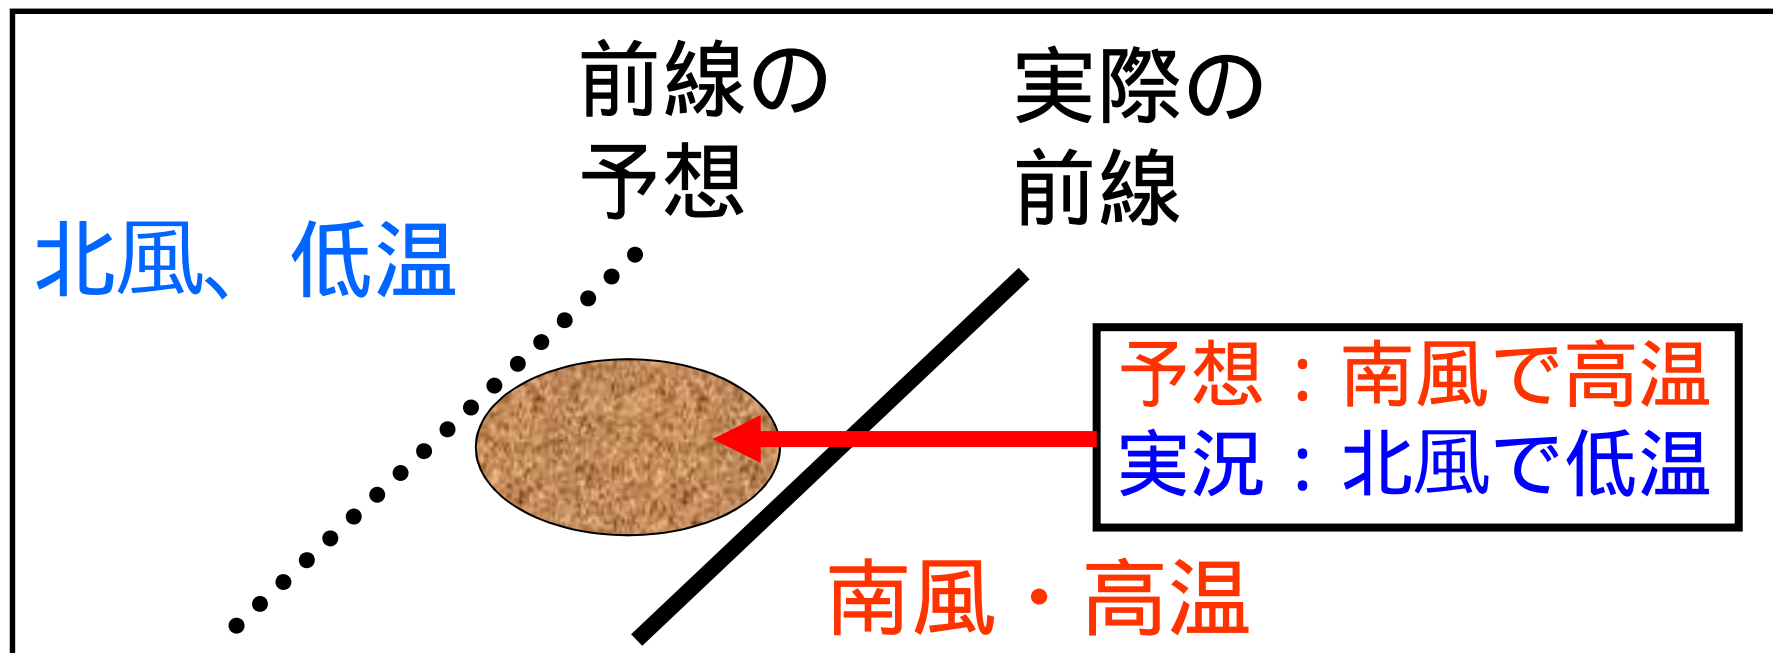 前線の
予想
実際の
前線
北風、低温
予想：南風で高温
実況：北風で低温
南風・高温